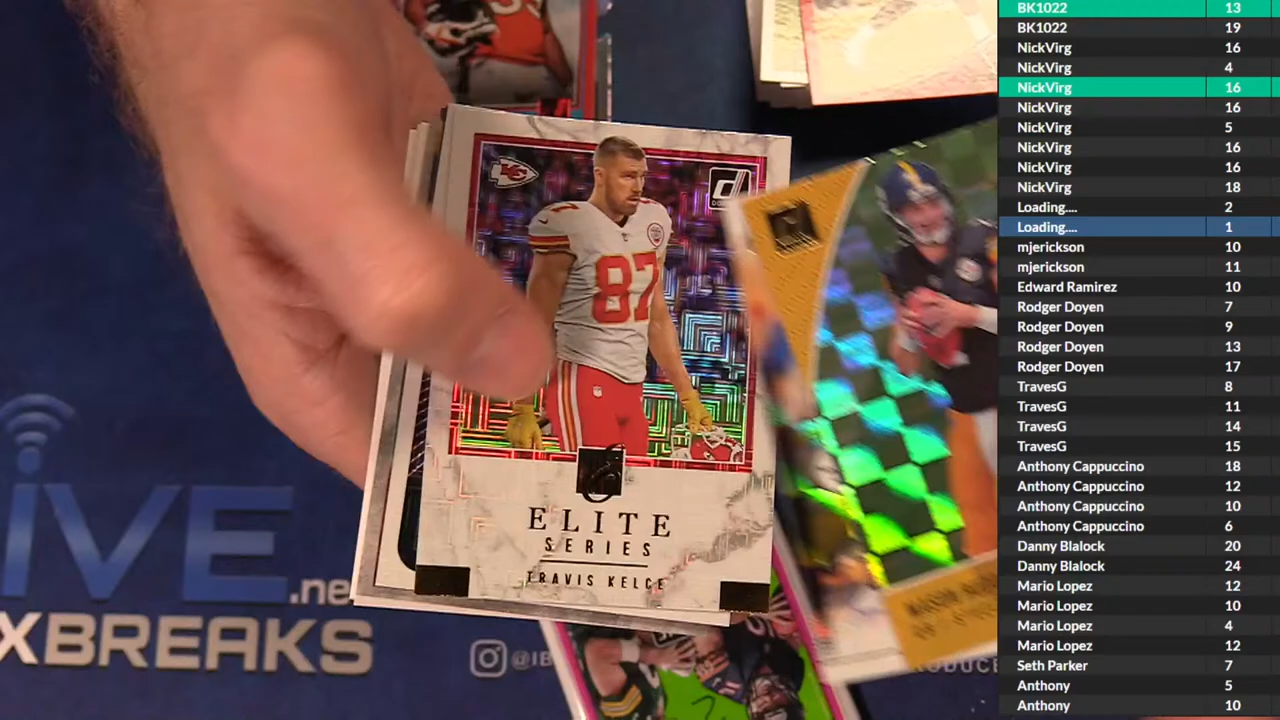 87
ELITE
SERIES
TRAVIS KELCE
iVE.ne
XBREAKS
BK1022 13
BK1022 19
NickVirg 16
NickVirg 4
NickVirg 16
NickVirg 16
NickVirg 5
NickVirg 16
NickVirg 16
NickVirg 18
Loading.... 2
Loading.... 1
mjerickson 10
mjerickson 11
Edward Ramirez 10
Rodger Doyen 7
Rodger Doyen 9
Rodger Doyen 13
Rodger Doyen 17
TravesG 8
TravesG 11
TravesG 14
TravesG 15
Anthony Cappuccino 18
Anthony Cappuccino 12
Anthony Cappuccino 10
Anthony Cappuccino 6
Danny Blalock 20
Danny Blalock 24
Mario Lopez 12
Mario Lopez 10
Mario Lopez 4
Mario Lopez 12
Seth Parker 7
Anthony 5
Anthony 10